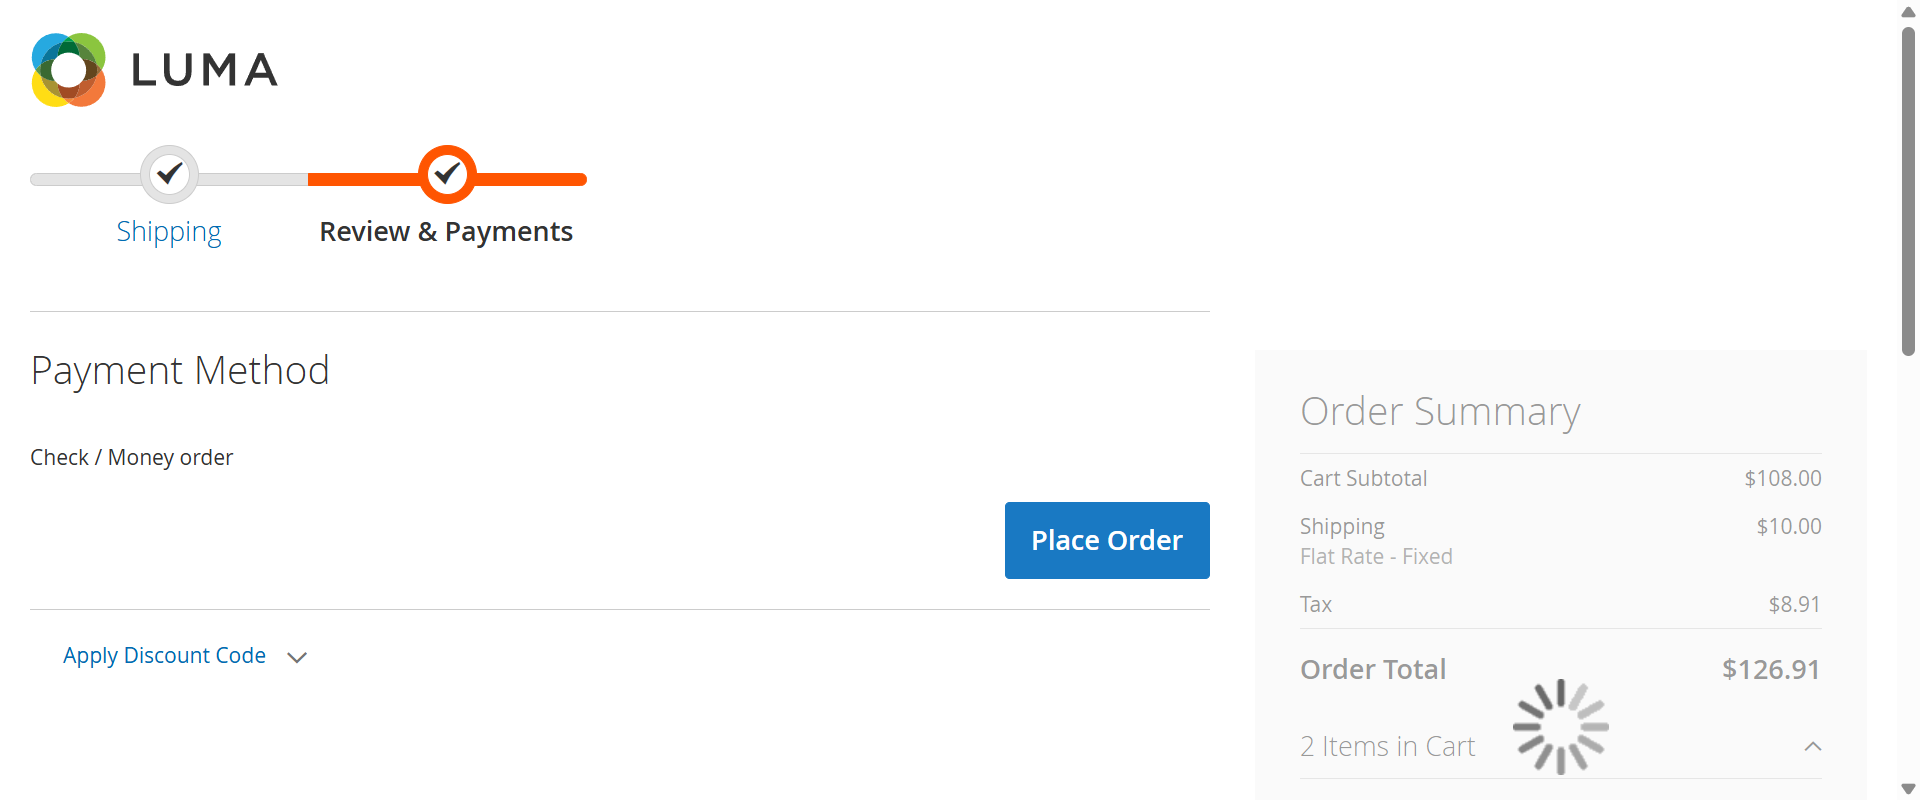 LUMA
Shipping
Review & Payments
Payment Method
Check / Money order
Place Order
Apply Discount Code
Order Summary
Cart Subtotal $108.00
Shipping $10.00
Flat Rate - Fixed
Tax $8.91
Order Total $126.91
2 Items in Cart